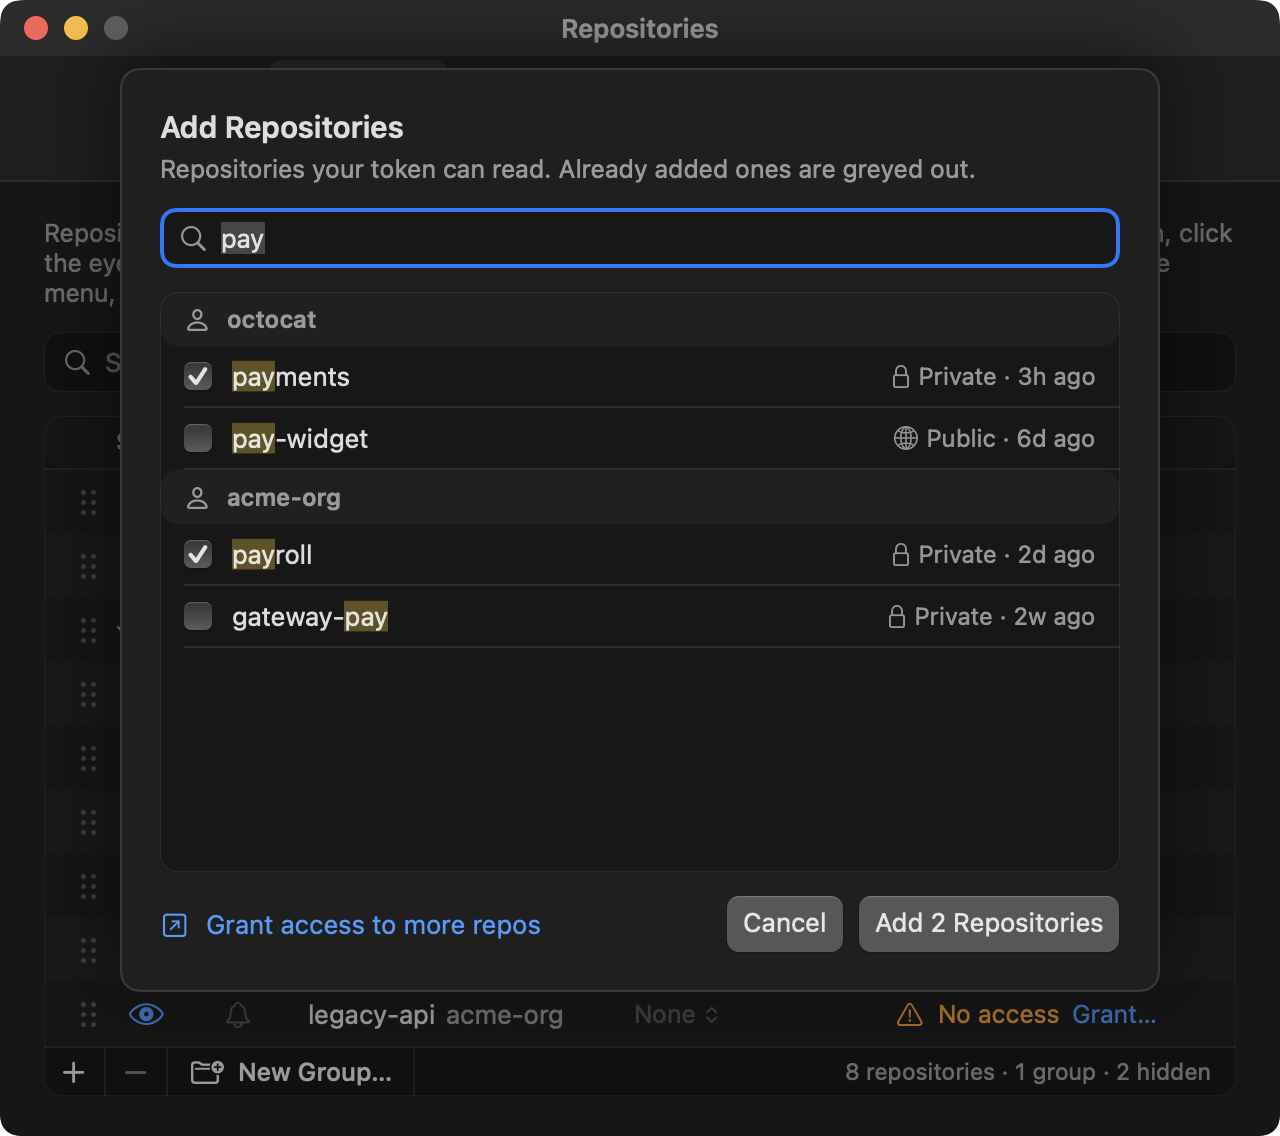 Repositories
Add Repositories
Repositories your token can read. Already added ones are greyed out.
pay
octocat
payments Private · 3h ago
pay-widget Public · 6d ago
acme-org
payroll Private · 2d ago
gateway-pay Private · 2w ago
Grant access to more repos Cancel Add 2 Repositories
click
the
menu,
legacy-api acme-org None No access Grant...
New Group... 8 repositories · 1 group · 2 hidden